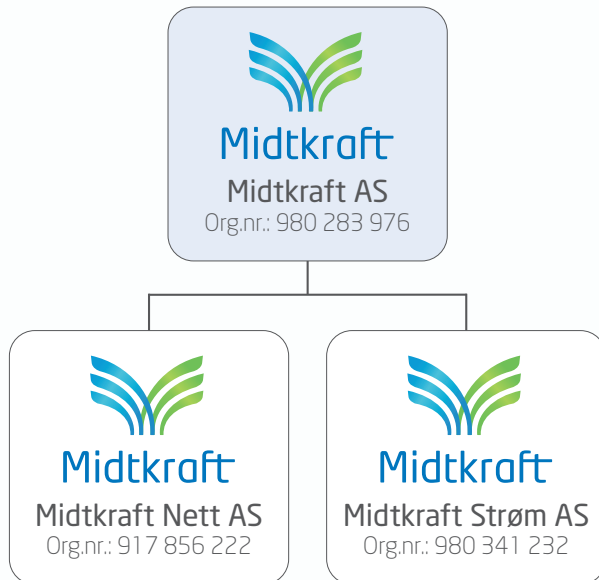 Midtkraft
Midtkraft AS
Org.nr.: 980 283 976
Midtkraft
Midtkraft Nett AS
Org.nr.: 917 856 222
Midtkraft
Midtkraft Strøm AS
Org.nr.: 980 341 232